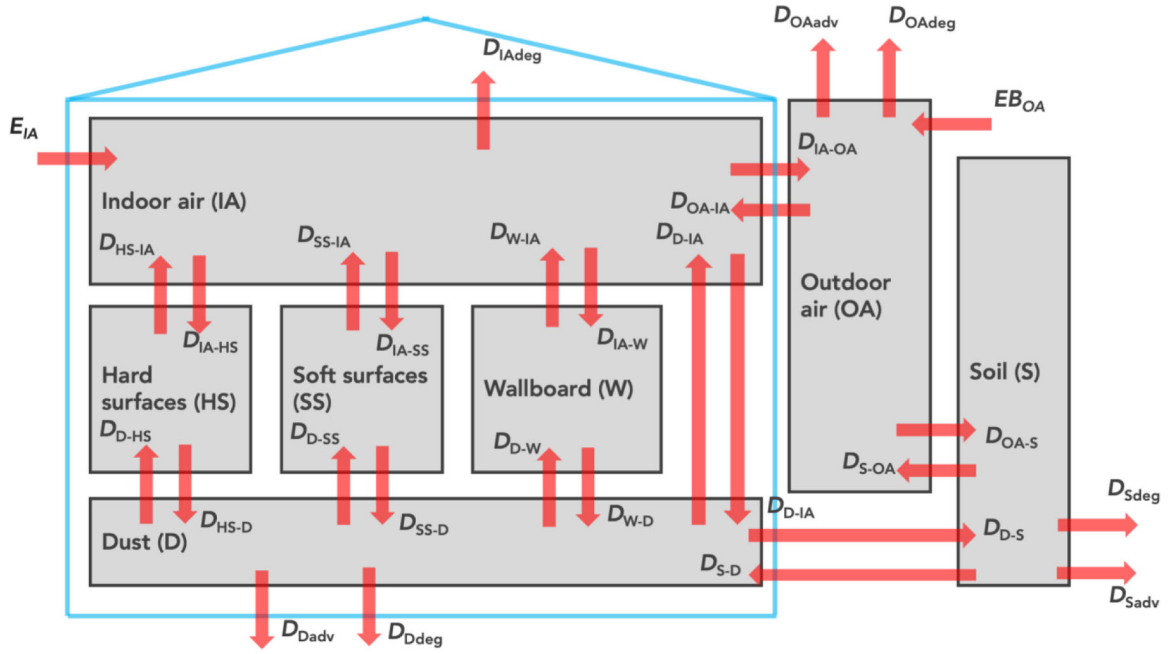 D_OAadv
D_OAdeg
D_IAdeg
E_IA
EB_OA
D_IA-OA
Indoor air (IA)
D_OA-IA
D_HS-IA
D_SS-IA
D_W-IA
D_D-IA
Outdoor
air (OA)
D_IA-HS
D_IA-SS
D_IA-W
Hard
surfaces (HS)
Soft surfaces
(SS)
Wallboard (W)
Soil (S)
D_D-HS
D_D-SS
D_D-W
D_OA-S
D_S-OA
D_HS-D
D_SS-D
D_W-D
D_D-IA
D_Sdeg
Dust (D)
D_D-S
D_S-D
D_Sadv
D_Dadv
D_Ddeg